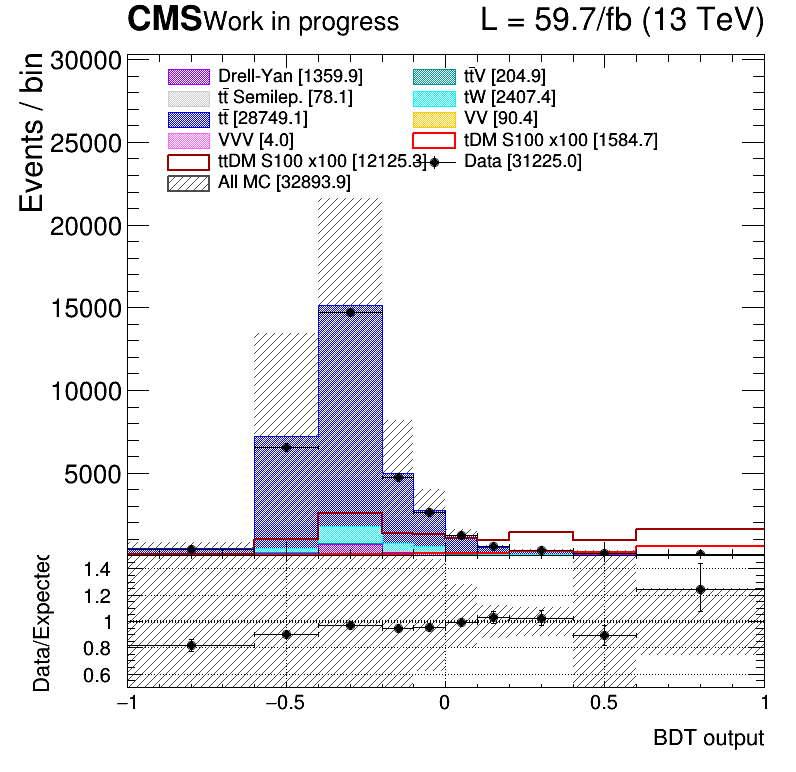 CMS Work in progress L = 59.7/fb (13 TeV)
Events / bin
30000
25000
20000
15000
10000
5000
Drell-Yan [1359.9] tt̄V [204.9]
tt̄ Semilep. [78.1] tW [2407.4]
tt̄ [28749.1] VV [90.4]
VVV [4.0] tDM S100 x100 [1584.7]
ttDM S100 x100 [12125.3] Data [31225.0]
All MC [32893.9]
Data/Expected
1.4
1.2
1
0.8
0.6
−1 −0.5 0 0.5 1
BDT output